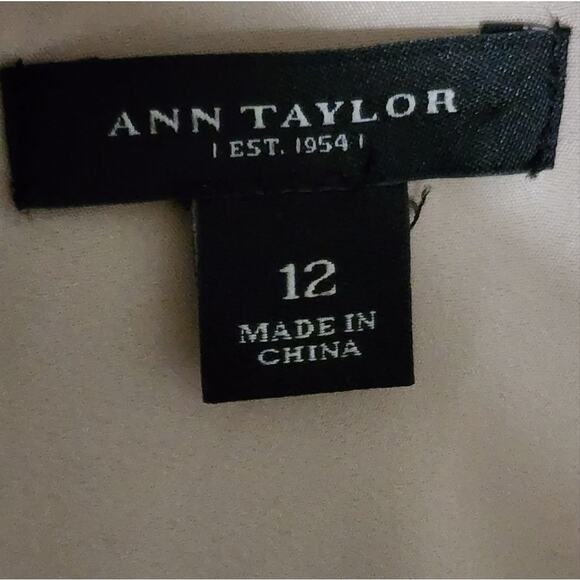 ANN TAYLOR
| EST. 1954 |
12
MADE IN
CHINA